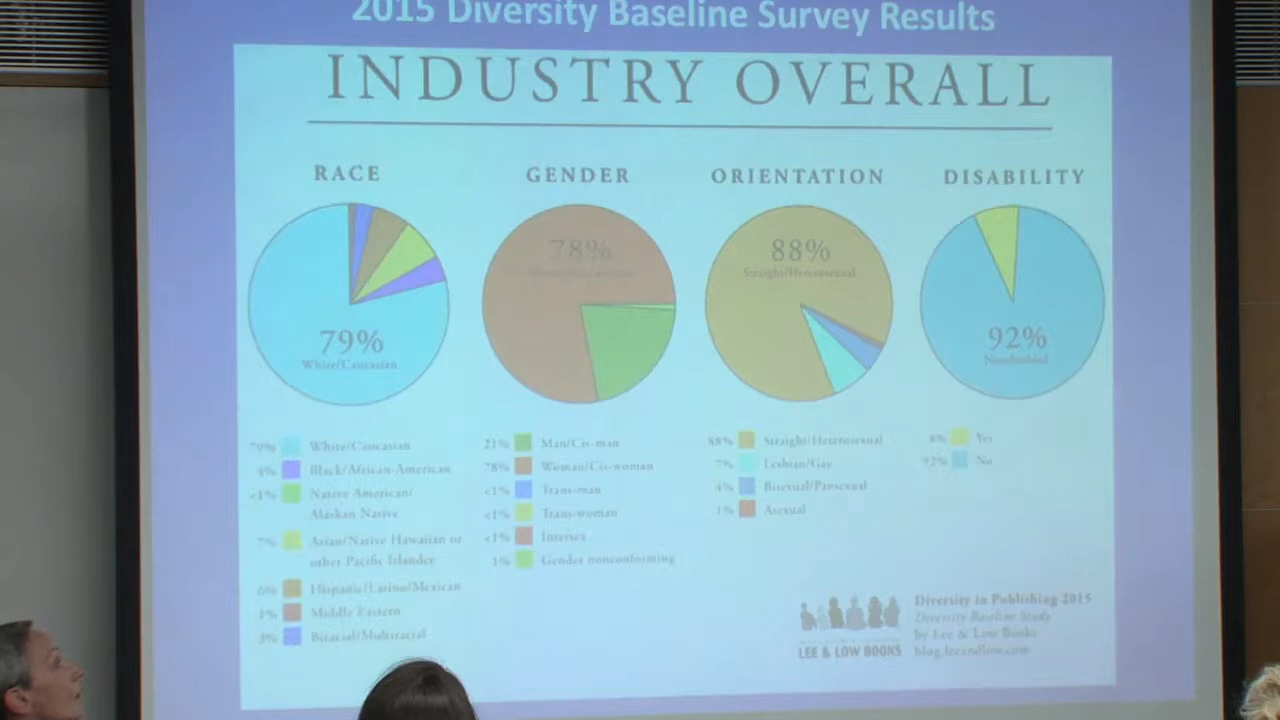 2015 Diversity Baseline Survey Results
INDUSTRY OVERALL
RACE
79%
White/Caucasian
79% White/Caucasian
4% Black/African-American
<1% Native American/
Alaskan Native
7% Asian/Native Hawaiian or
other Pacific Islander
6% Hispanic/Latino/Mexican
1% Middle Eastern
3% Biracial/Multiracial
GENDER
78%
21% Man/Cis-man
78% Woman/Cis-woman
<1% Trans-man
<1% Trans-woman
<1% Intersex
1% Gender nonconforming
ORIENTATION
88%
Straight/Heterosexual
88% Straight/Heterosexual
7% Lesbian/Gay
4% Bisexual/Pansexual
1% Asexual
DISABILITY
92%
Nondisabled
8% Yes
92% No
LEE & LOW BOOKS
Diversity in Publishing 2015
Diversity Baseline Study
by Lee & Low Books
blog.leeandlow.com